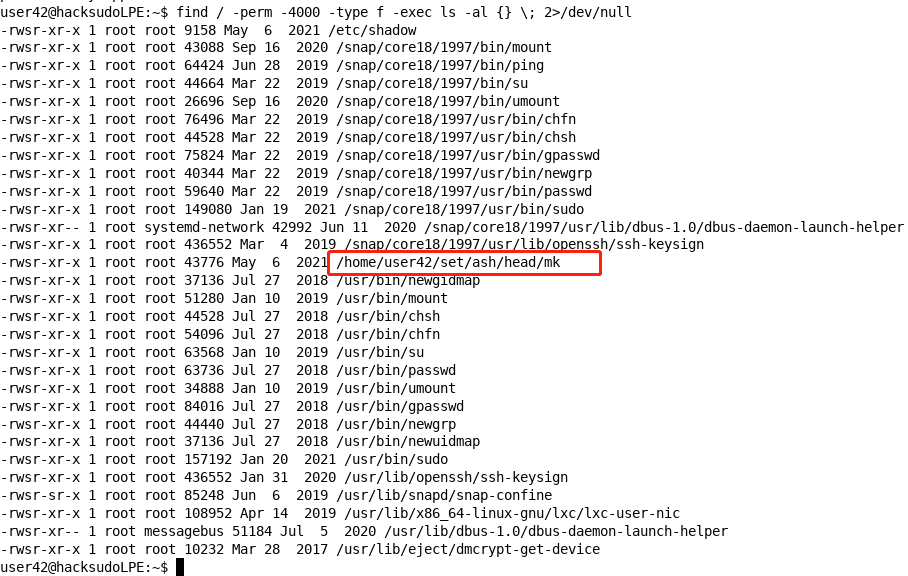 user42@hacksudoLPE:~$ find / -perm -4000 -type f -exec ls -al {} \; 2>/dev/null
-rwsr-xr-x 1 root root 9158 May  6  2021 /etc/shadow
-rwsr-xr-x 1 root root 43088 Sep 16  2020 /snap/core18/1997/bin/mount
-rwsr-xr-x 1 root root 64424 Jun 28  2019 /snap/core18/1997/bin/ping
-rwsr-xr-x 1 root root 44664 Mar 22  2019 /snap/core18/1997/bin/su
-rwsr-xr-x 1 root root 26696 Sep 16  2020 /snap/core18/1997/bin/umount
-rwsr-xr-x 1 root root 76496 Mar 22  2019 /snap/core18/1997/usr/bin/chfn
-rwsr-xr-x 1 root root 44528 Mar 22  2019 /snap/core18/1997/usr/bin/chsh
-rwsr-xr-x 1 root root 75824 Mar 22  2019 /snap/core18/1997/usr/bin/gpasswd
-rwsr-xr-x 1 root root 40344 Mar 22  2019 /snap/core18/1997/usr/bin/newgrp
-rwsr-xr-x 1 root root 59640 Mar 22  2019 /snap/core18/1997/usr/bin/passwd
-rwsr-xr-x 1 root root 149080 Jan 19  2021 /snap/core18/1997/usr/bin/sudo
-rwsr-xr-- 1 root systemd-network 42992 Jun 11  2020 /snap/core18/1997/usr/lib/dbus-1.0/dbus-daemon-launch-helper
-rwsr-xr-x 1 root root 436552 Mar  4  2019 /snap/core18/1997/usr/lib/openssh/ssh-keysign
-rwsr-xr-x 1 root root 43776 May  6  2021 /home/user42/set/ash/head/mk
-rwsr-xr-x 1 root root 37136 Jul 27  2018 /usr/bin/newgidmap
-rwsr-xr-x 1 root root 51280 Jan 10  2019 /usr/bin/mount
-rwsr-xr-x 1 root root 44528 Jul 27  2018 /usr/bin/chsh
-rwsr-xr-x 1 root root 54096 Jul 27  2018 /usr/bin/chfn
-rwsr-xr-x 1 root root 63568 Jan 10  2019 /usr/bin/su
-rwsr-xr-x 1 root root 63736 Jul 27  2018 /usr/bin/passwd
-rwsr-xr-x 1 root root 34888 Jan 10  2019 /usr/bin/umount
-rwsr-xr-x 1 root root 84016 Jul 27  2018 /usr/bin/gpasswd
-rwsr-xr-x 1 root root 44440 Jul 27  2018 /usr/bin/newgrp
-rwsr-xr-x 1 root root 37136 Jul 27  2018 /usr/bin/newuidmap
-rwsr-xr-x 1 root root 157192 Jan 20  2021 /usr/bin/sudo
-rwsr-xr-x 1 root root 436552 Jan 31  2020 /usr/lib/openssh/ssh-keysign
-rwsr-sr-x 1 root root 85248 Jun  6  2019 /usr/lib/snapd/snap-confine
-rwsr-xr-x 1 root root 108952 Apr 14  2019 /usr/lib/x86_64-linux-gnu/lxc/lxc-user-nic
-rwsr-xr-- 1 root messagebus 51184 Jul  5  2020 /usr/lib/dbus-1.0/dbus-daemon-launch-helper
-rwsr-xr-x 1 root root 10232 Mar 28  2017 /usr/lib/eject/dmcrypt-get-device
user42@hacksudoLPE:~$